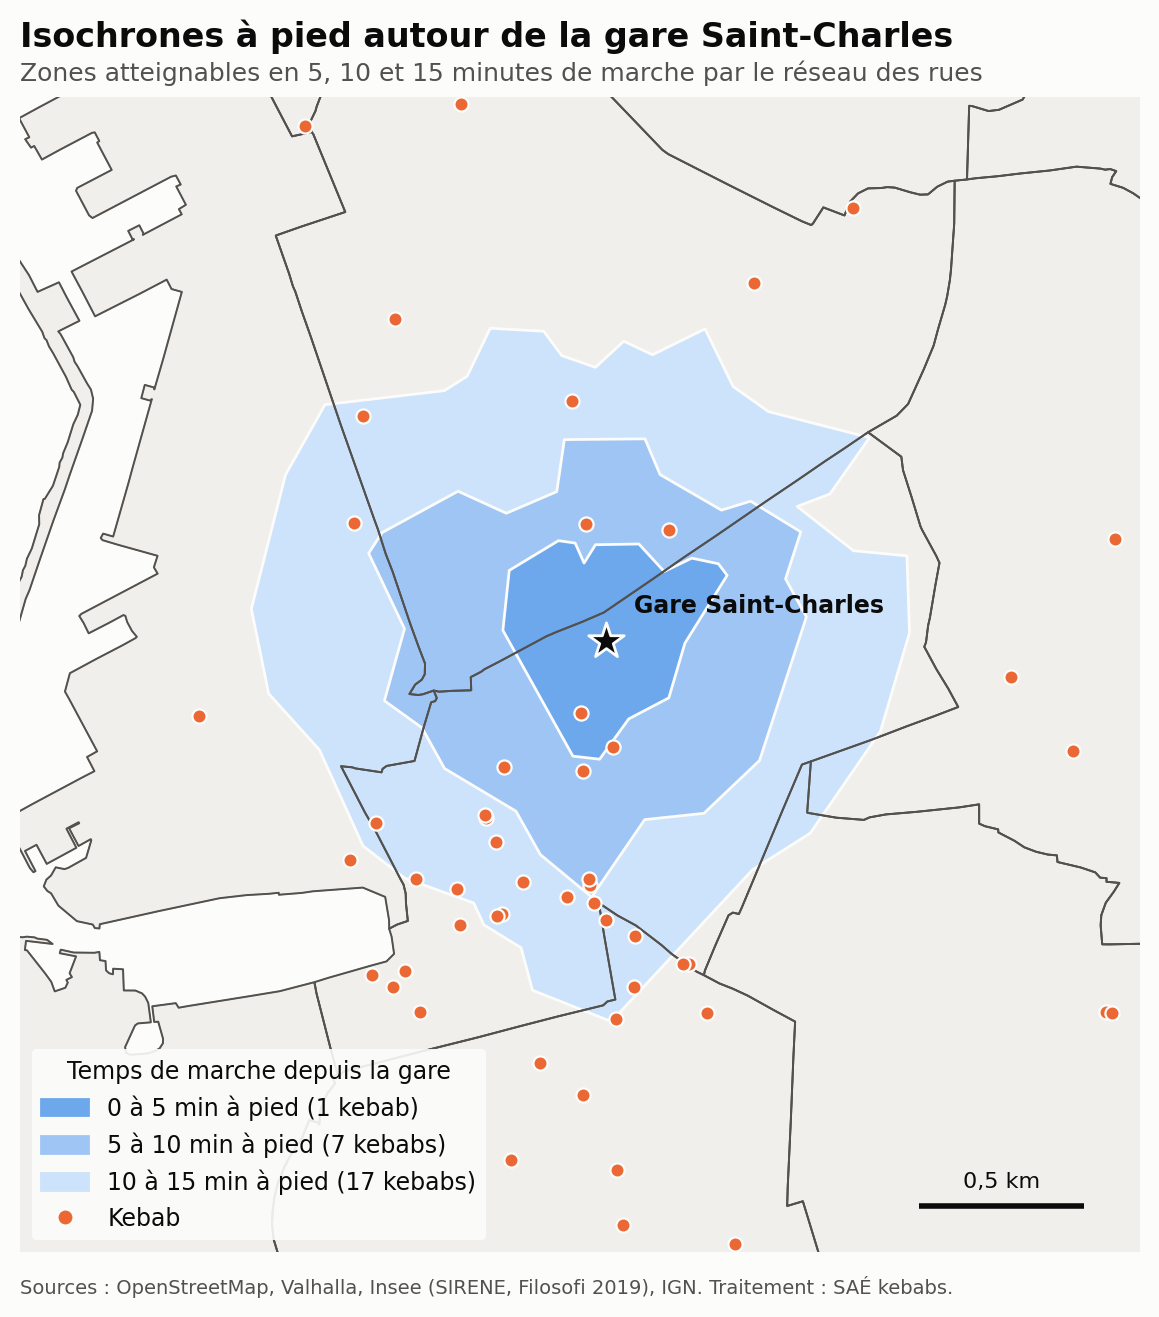 Isochrones à pied autour de la gare Saint-Charles
Zones atteignables en 5, 10 et 15 minutes de marche par le réseau des rues
Gare Saint-Charles
Temps de marche depuis la gare
0 à 5 min à pied (1 kebab)
5 à 10 min à pied (7 kebabs)
10 à 15 min à pied (17 kebabs)
Kebab
0,5 km
Sources : OpenStreetMap, Valhalla, Insee (SIRENE, Filosofi 2019), IGN. Traitement : SAÉ kebabs.